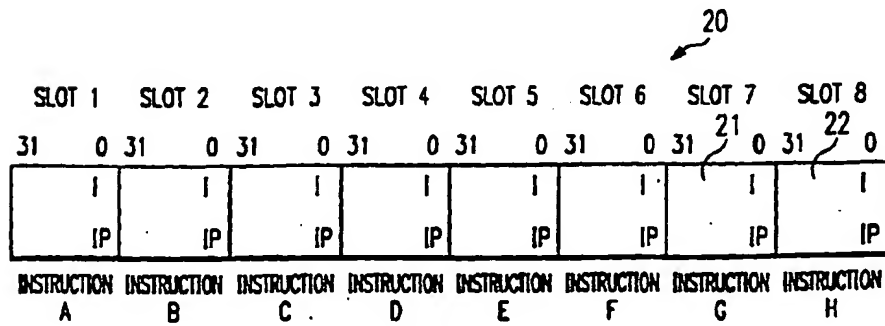 20
SLOT 1 SLOT 2 SLOT 3 SLOT 4 SLOT 5 SLOT 6 SLOT 7 SLOT 8
21 22
31 0 31 0 31 0 31 0 31 0 31 0 31 0 31 0
I I I I I I I I
IP IP IP IP IP IP IP IP
INSTRUCTION INSTRUCTION INSTRUCTION INSTRUCTION INSTRUCTION INSTRUCTION INSTRUCTION INSTRUCTION
A B C D E F G H